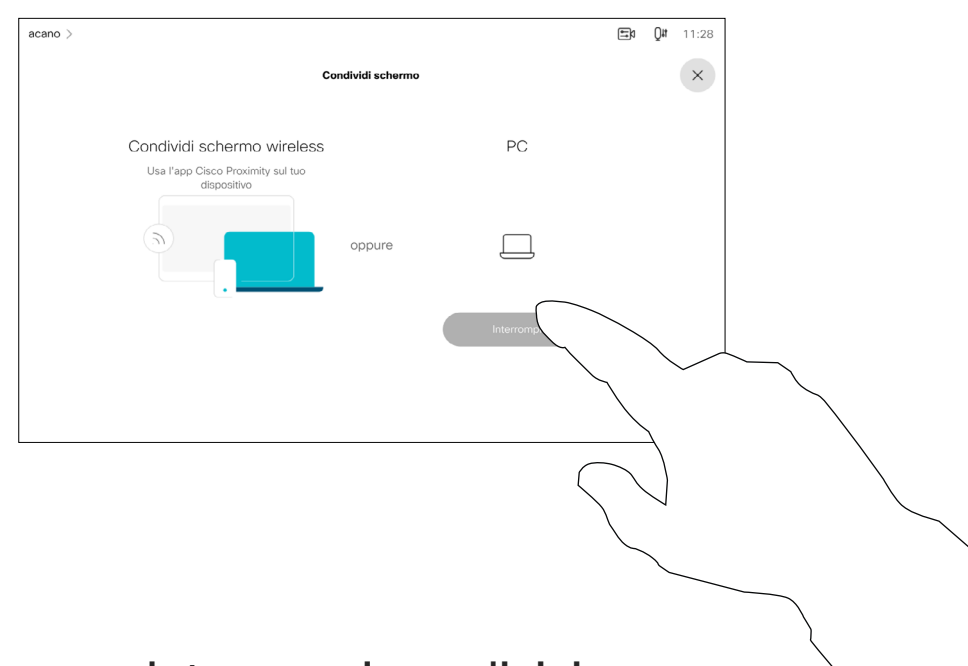 acano
11:28
Condividi schermo
Condividi schermo wireless
Usa l'app Cisco Proximity sul tuo
dispositivo
oppure
PC